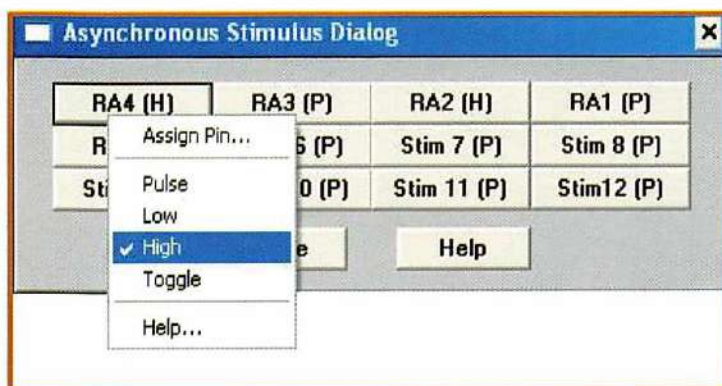 Asynchronous Stimulus Dialog
RA4 (H) RA3 (P) RA2 (H) RA1 (P)
(P) Stim 7 (P) Stim 8 (P)
(P) Stim 11 (P) Stim12 (P)
Help
Assign Pin...
Pulse
Low
High
Toggle
Help...